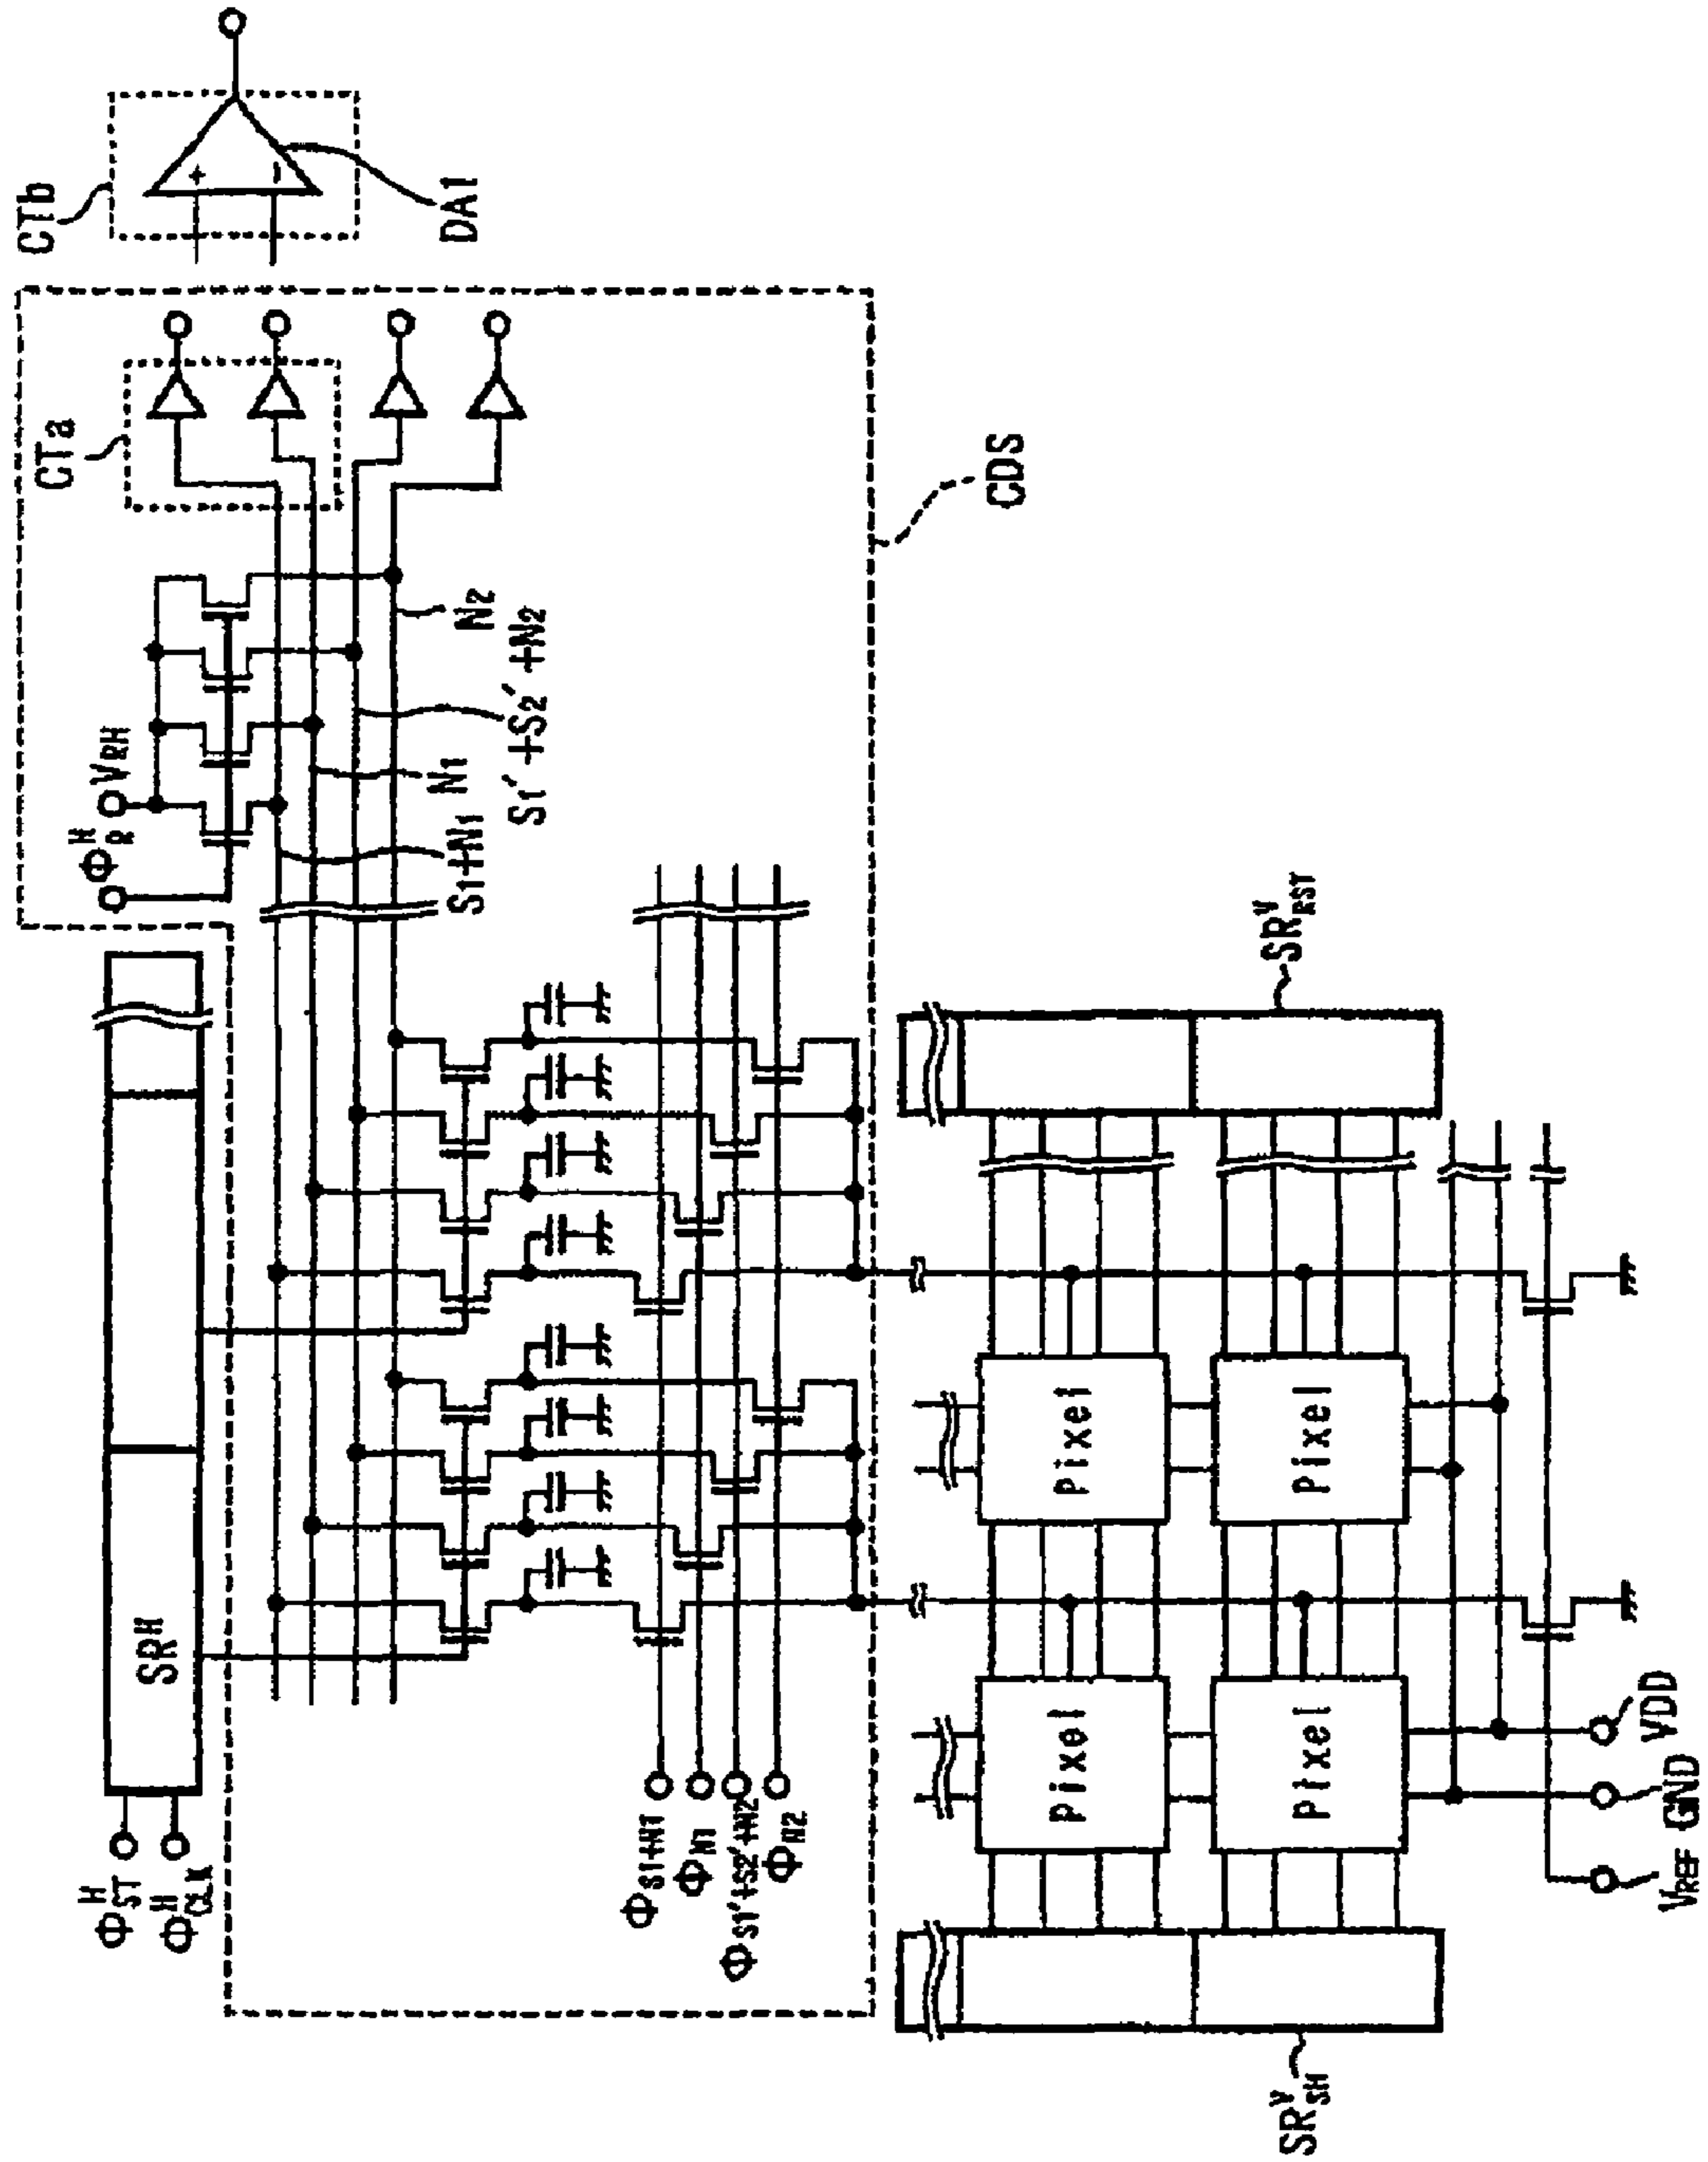 CTb
+
−
DA1
CTa
CDS
Φ^H_R
V_RH
S1+N1
N1
S1′+S2′+N2
N2
SR^H
Φ^H_ST
Φ^H_CLK
Φ_S1+N1
Φ_N1
Φ_S1′+S2′+N2
Φ_N2
Pixel
Pixel
Pixel
Pixel
SR^V_RST
SR^V_SH
V_REF
GND
VDD